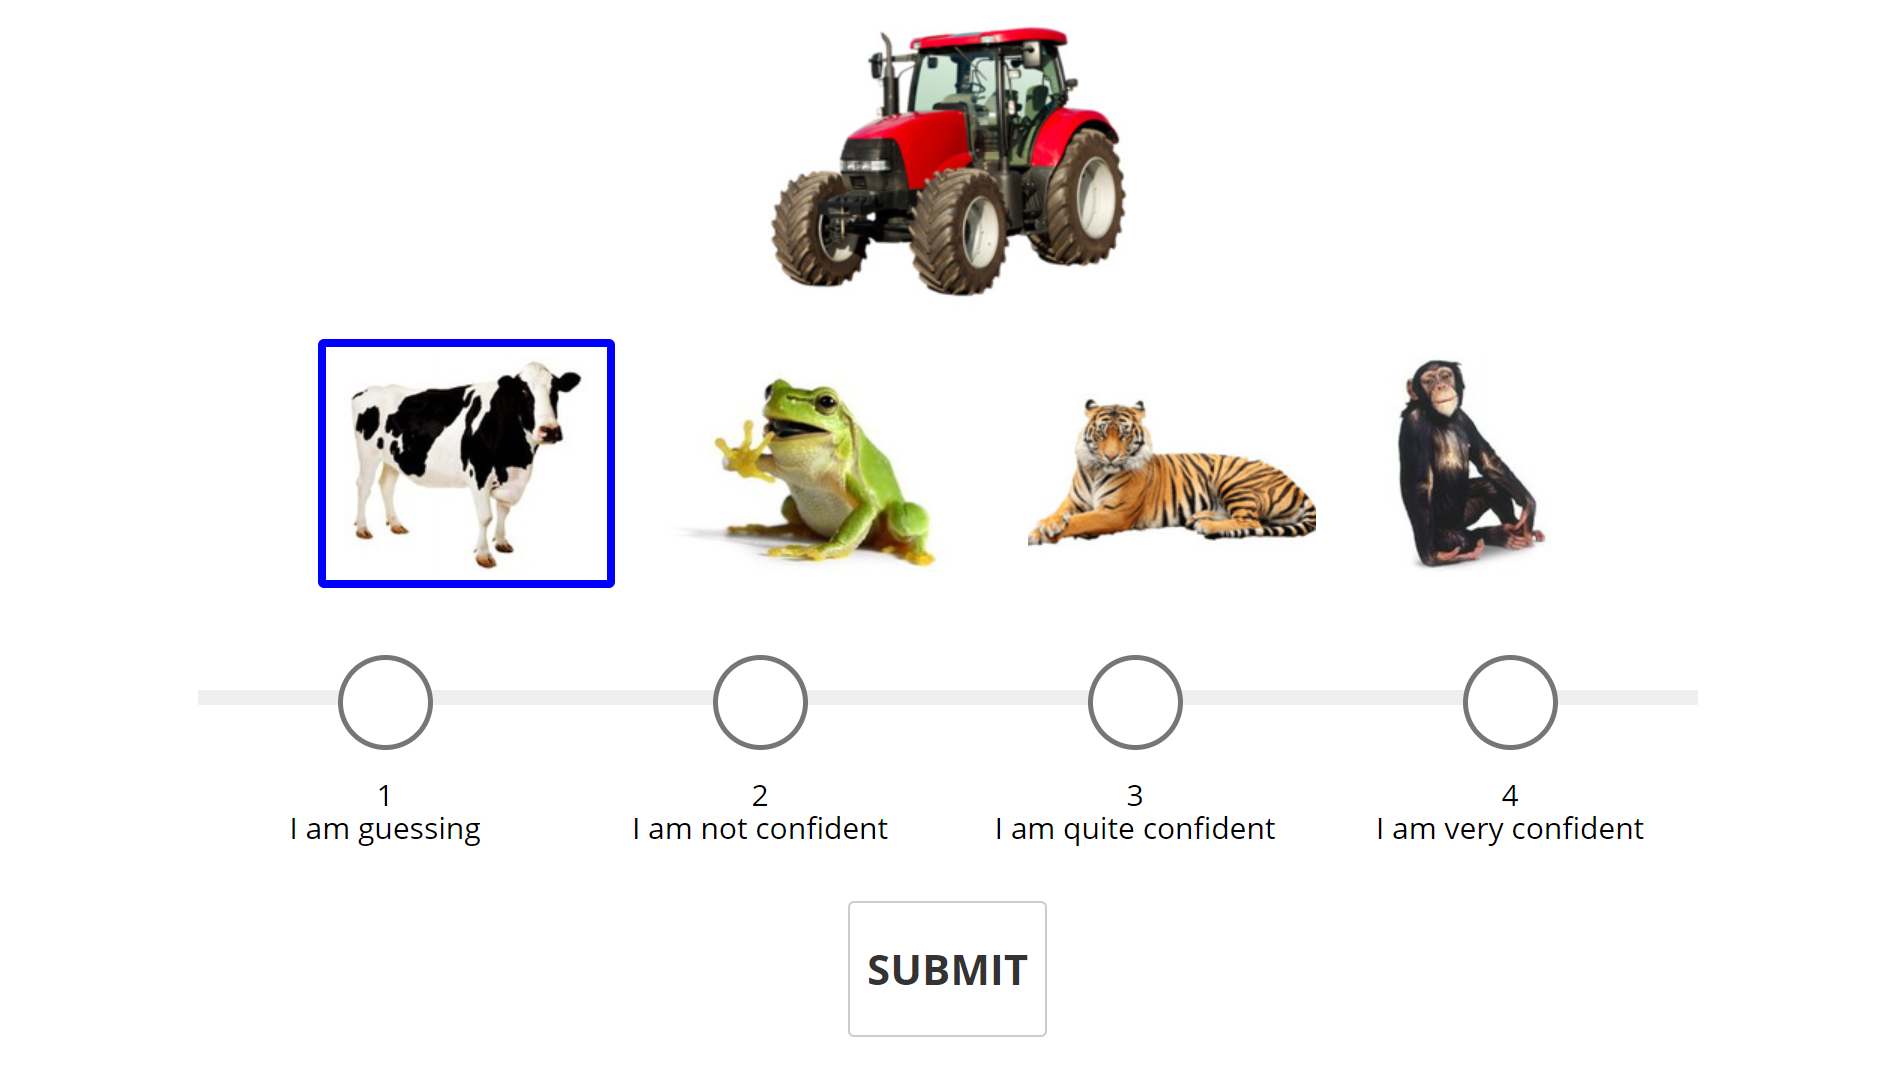 1
I am guessing
2
I am not confident
3
I am quite confident
4
I am very confident
SUBMIT